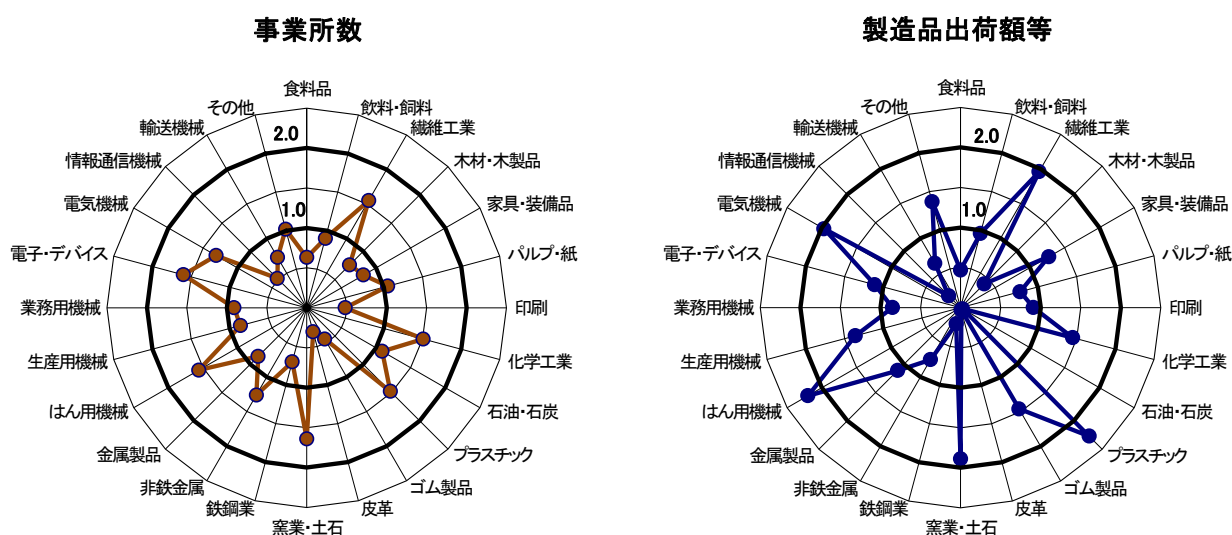 事業所数
食料品
飲料・飼料
繊維工業
木材・木製品
家具・装備品
パルプ・紙
印刷
化学工業
石油・石炭
プラスチック
ゴム製品
皮革
窯業・土石
鉄鋼業
非鉄金属
金属製品
はん用機械
生産用機械
業務用機械
電子・デバイス
電気機械
情報通信機械
輸送機械
その他
2.0
1.0
製造品出荷額等
食料品
飲料・飼料
繊維工業
木材・木製品
家具・装備品
パルプ・紙
印刷
化学工業
石油・石炭
プラスチック
ゴム製品
皮革
窯業・土石
鉄鋼業
非鉄金属
金属製品
はん用機械
生産用機械
業務用機械
電子・デバイス
電気機械
情報通信機械
輸送機械
その他
2.0
1.0